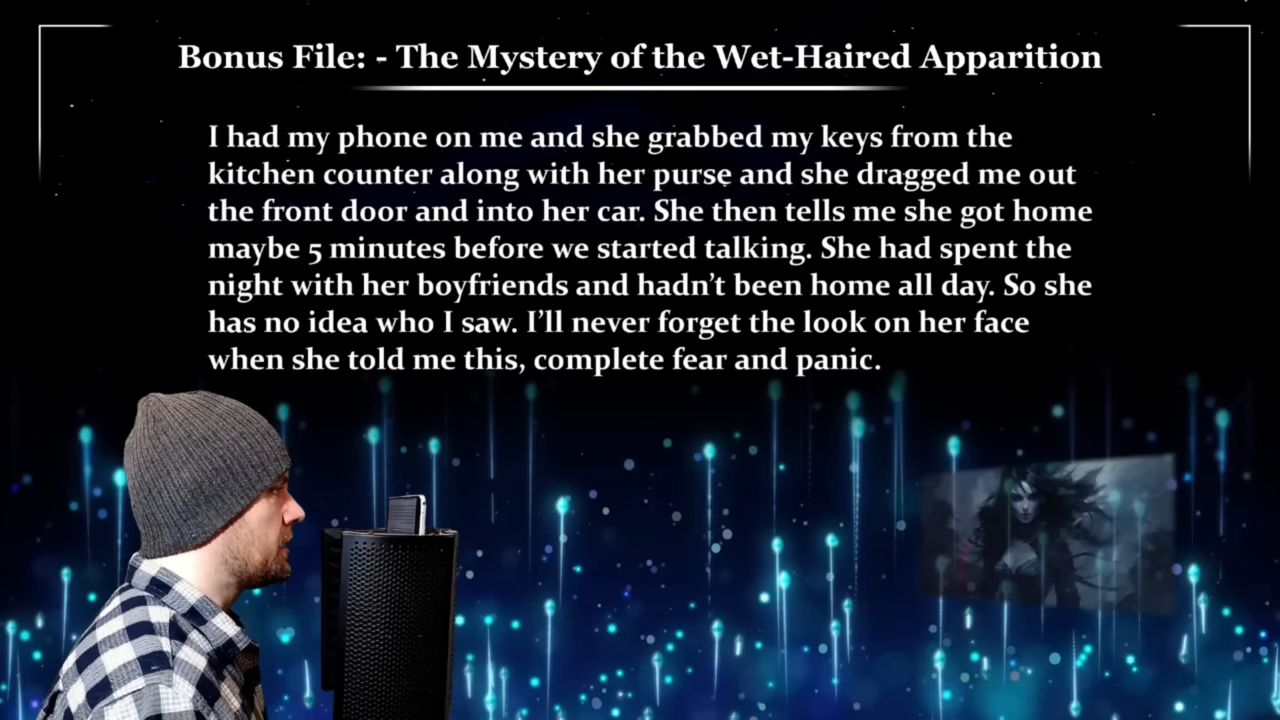 Bonus File: - The Mystery of the Wet-Haired Apparition
I had my phone on me and she grabbed my keys from the
kitchen counter along with her purse and she dragged me out
the front door and into her car. She then tells me she got home
maybe 5 minutes before we started talking. She had spent the
night with her boyfriends and hadn’t been home all day. So she
has no idea who I saw. I’ll never forget the look on her face
when she told me this, complete fear and panic.